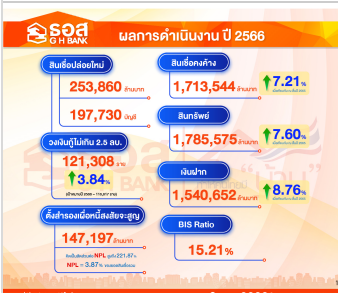 ธอส
G H BANK
ผลการดำเนินงาน ปี 2566
สินเชื่อปล่อยใหม่
253,860 ล้านบาท
197,730 บัญชี
วงเงินกู้ไม่เกิน 2.5 ลบ.
121,308 ราย
3.84%
ตั้งสำรองเผื่อหนี้สงสัยจะสูญ
147,197 ล้านบาท
NPL 221.87%
NPL = 3.87%
สินเชื่อคงค้าง
1,713,544 ล้านบาท
7.21%
สินทรัพย์
1,785,575 ล้านบาท
7.60%
เงินฝาก
1,540,652 ล้านบาท
8.76%
BIS Ratio
15.21%